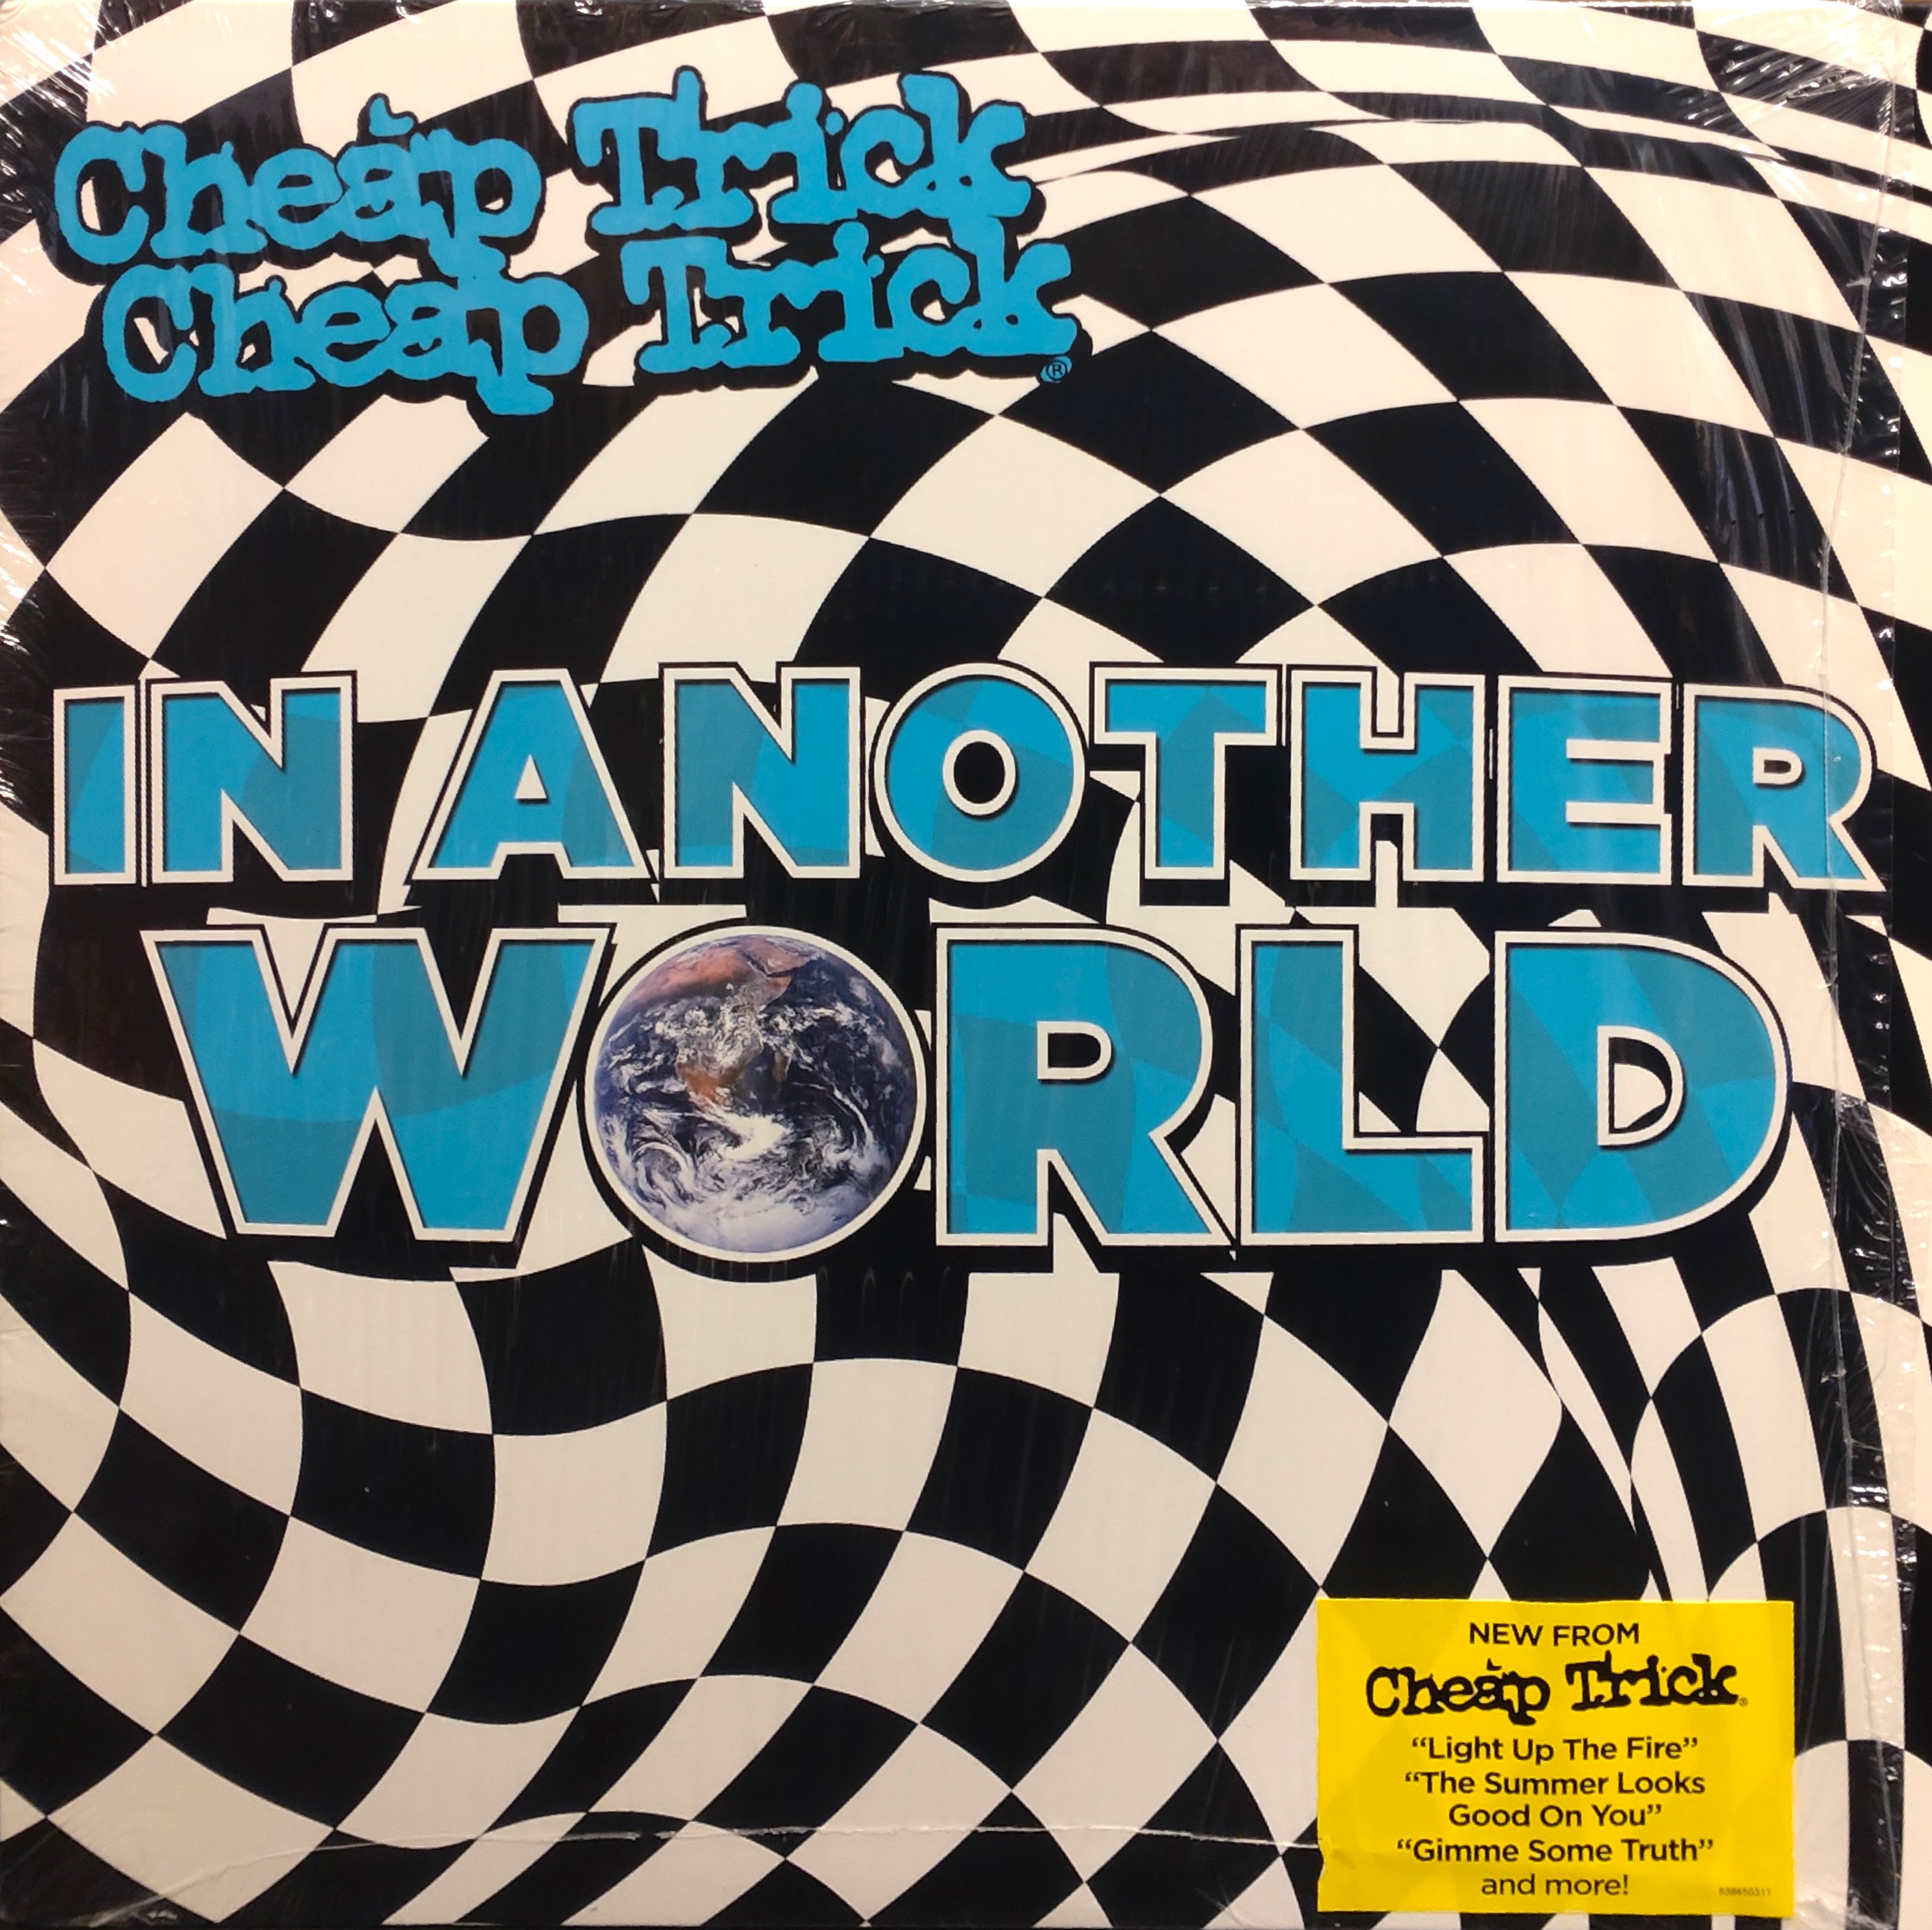 Cheap Trick
Cheap Trick®
IN ANOTHER
WORLD
NEW FROM
Cheap Trick®
“Light Up The Fire”
“The Summer Looks
Good On You”
“Gimme Some Truth”
and more!
538650311